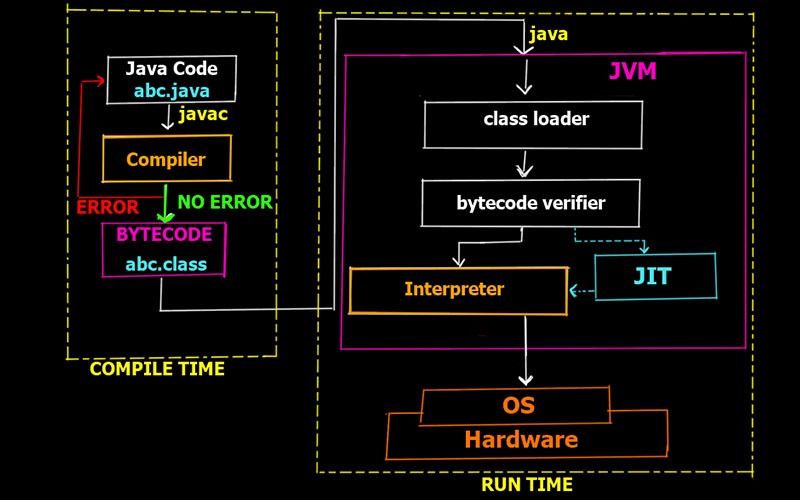 Java Code
abc.java
javac
Compiler
ERROR
NO ERROR
BYTECODE
abc.class
COMPILE TIME
java
JVM
class loader
bytecode verifier
Interpreter
JIT
OS
Hardware
RUN TIME